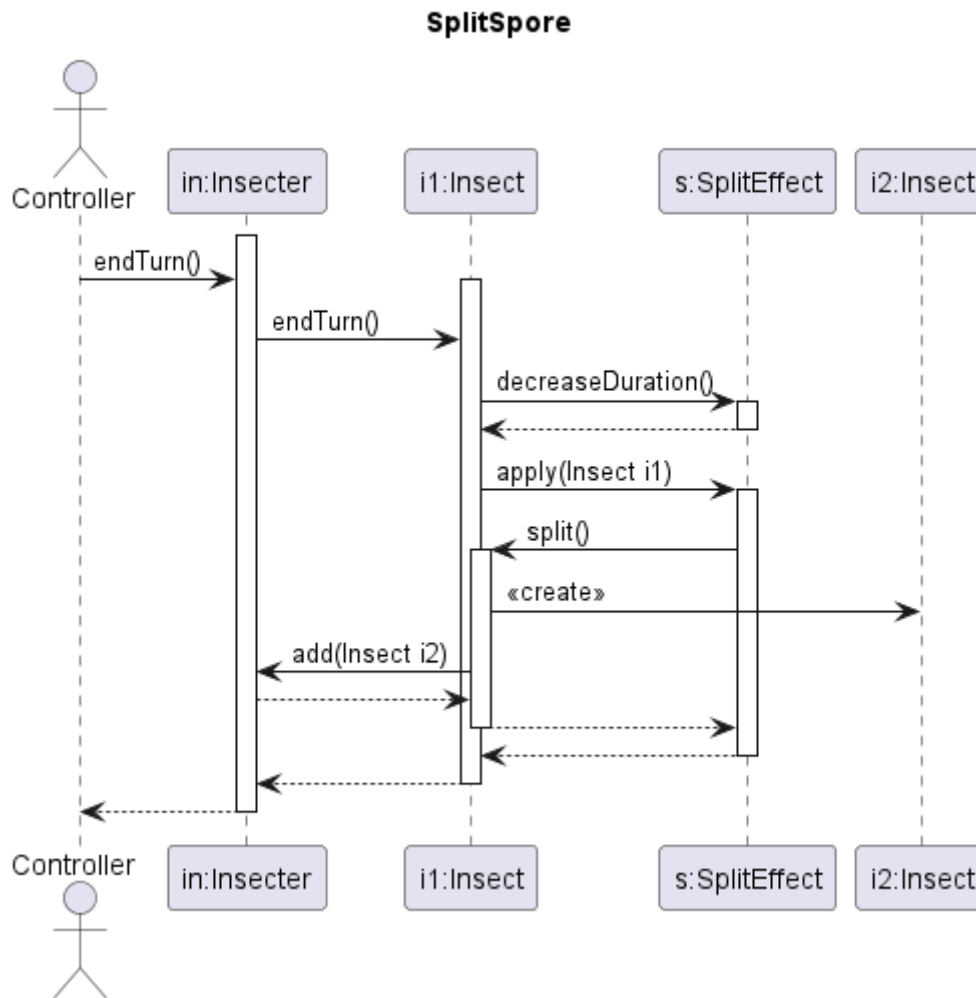 SplitSpore
Controller
in:Insecter
i1:Insect
s:SplitEffect
i2:Insect
endTurn()
endTurn()
decreaseDuration()
apply(Insect i1)
split()
«create»
add(Insect i2)
Controller
in:Insecter
i1:Insect
s:SplitEffect
i2:Insect